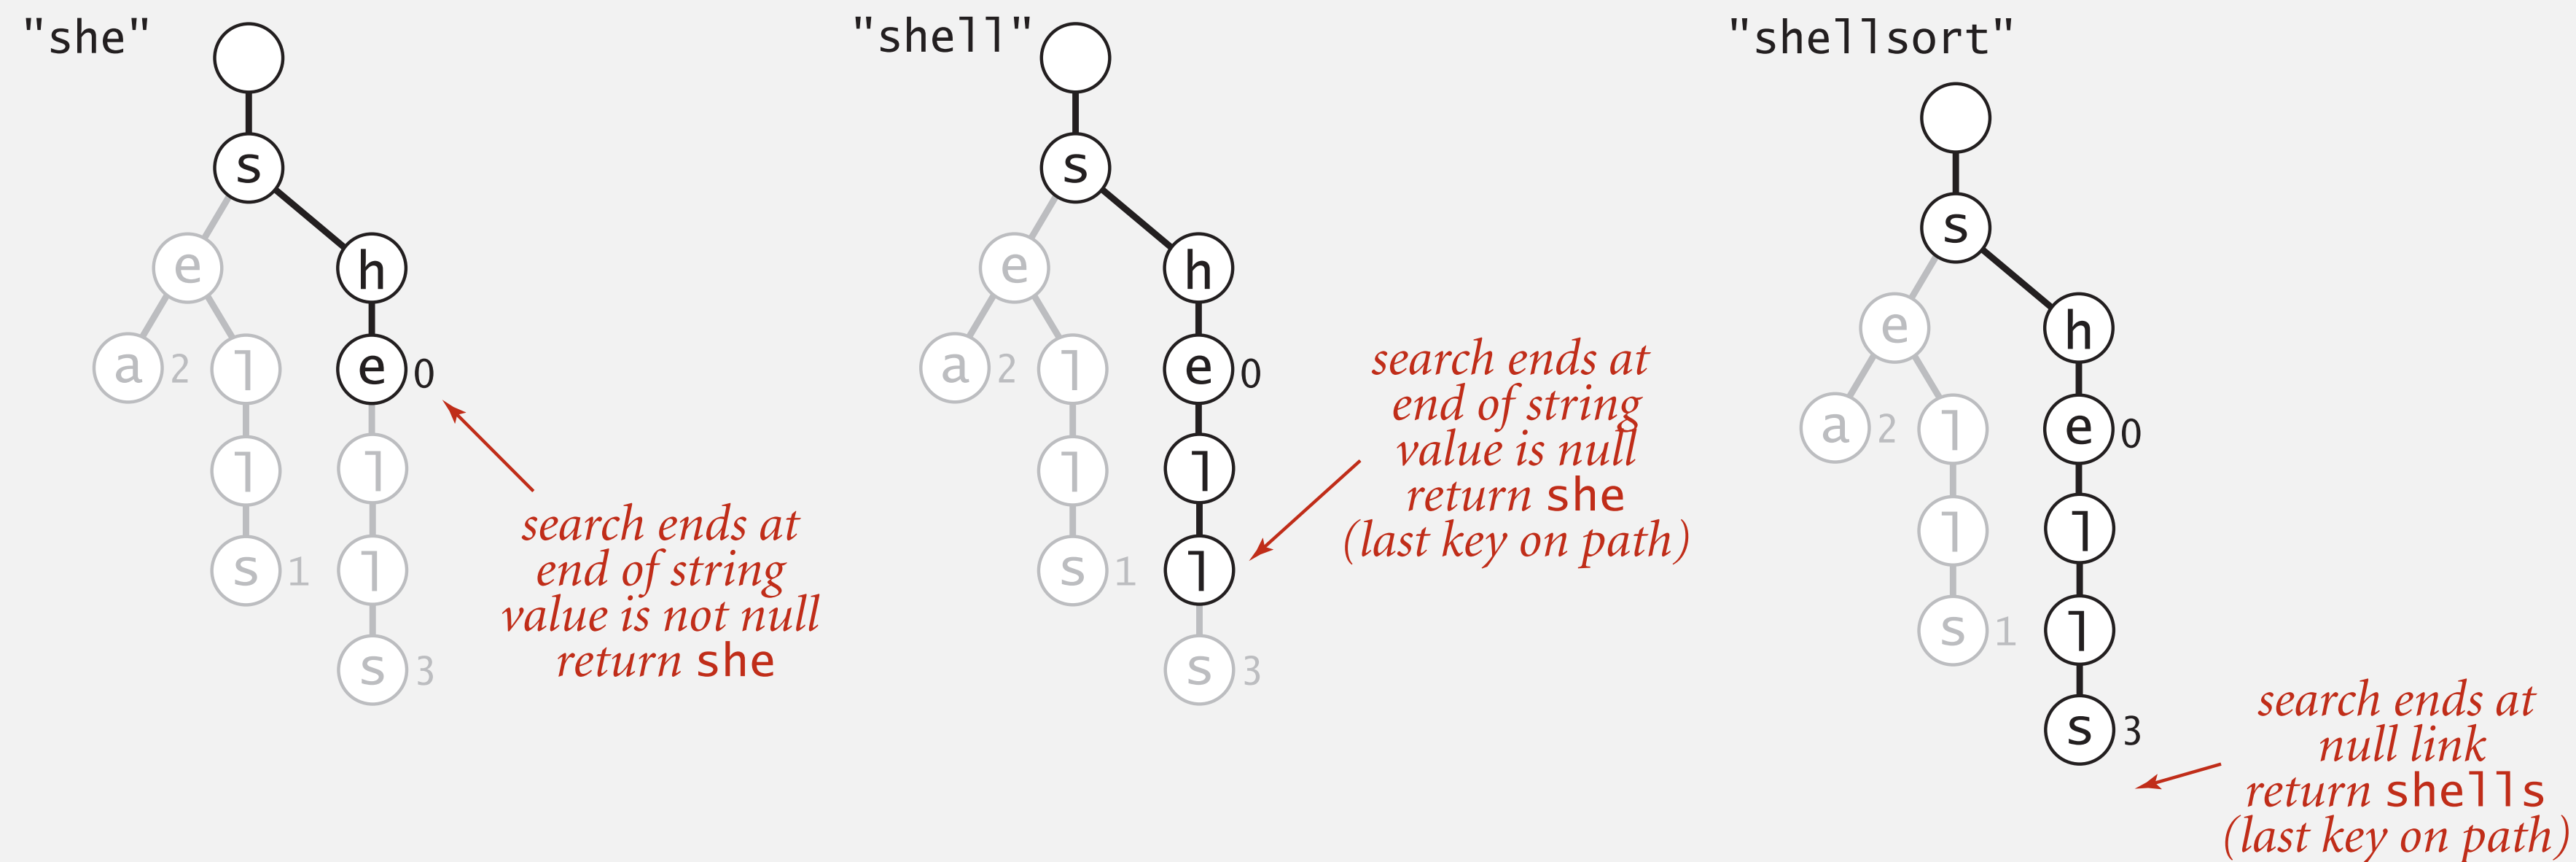 "she"
s
e
h
a 2
l
e 0
l
l
s 1
l
s 3
search ends at
end of string
value is not null
return she
"shell"
s
e
h
a 2
l
e 0
l
l
s 1
l
s 3
search ends at
end of string
value is null
return she
(last key on path)
"shellsort"
s
e
h
a 2
l
e 0
l
l
s 1
l
s 3
search ends at
null link
return shells
(last key on path)